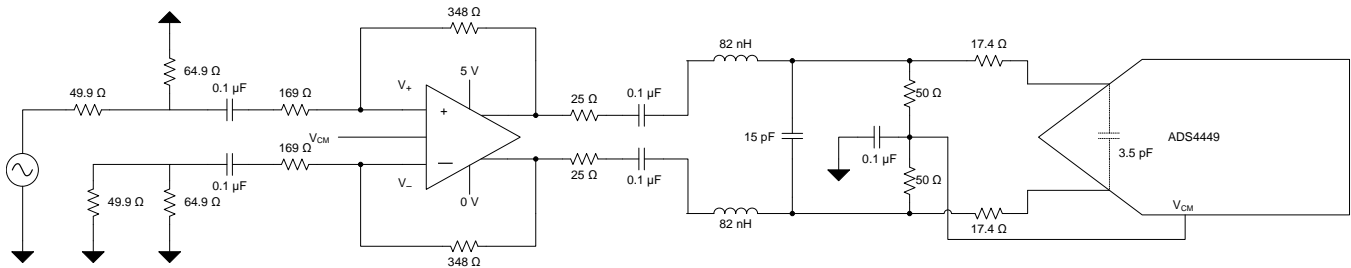 348 Ω
82 nH
17.4 Ω
64.9 Ω
5 V
49.9 Ω
0.1 µF
169 Ω
V+
0.1 µF
25 Ω
50 Ω
+
VCM
15 pF
ADS4449
169 Ω
—
0.1 µF
3.5 pF
0.1 µF
V–
25 Ω
0.1 µF
50 Ω
49.9 Ω
64.9 Ω
0 V
VCM
82 nH
17.4 Ω
348 Ω